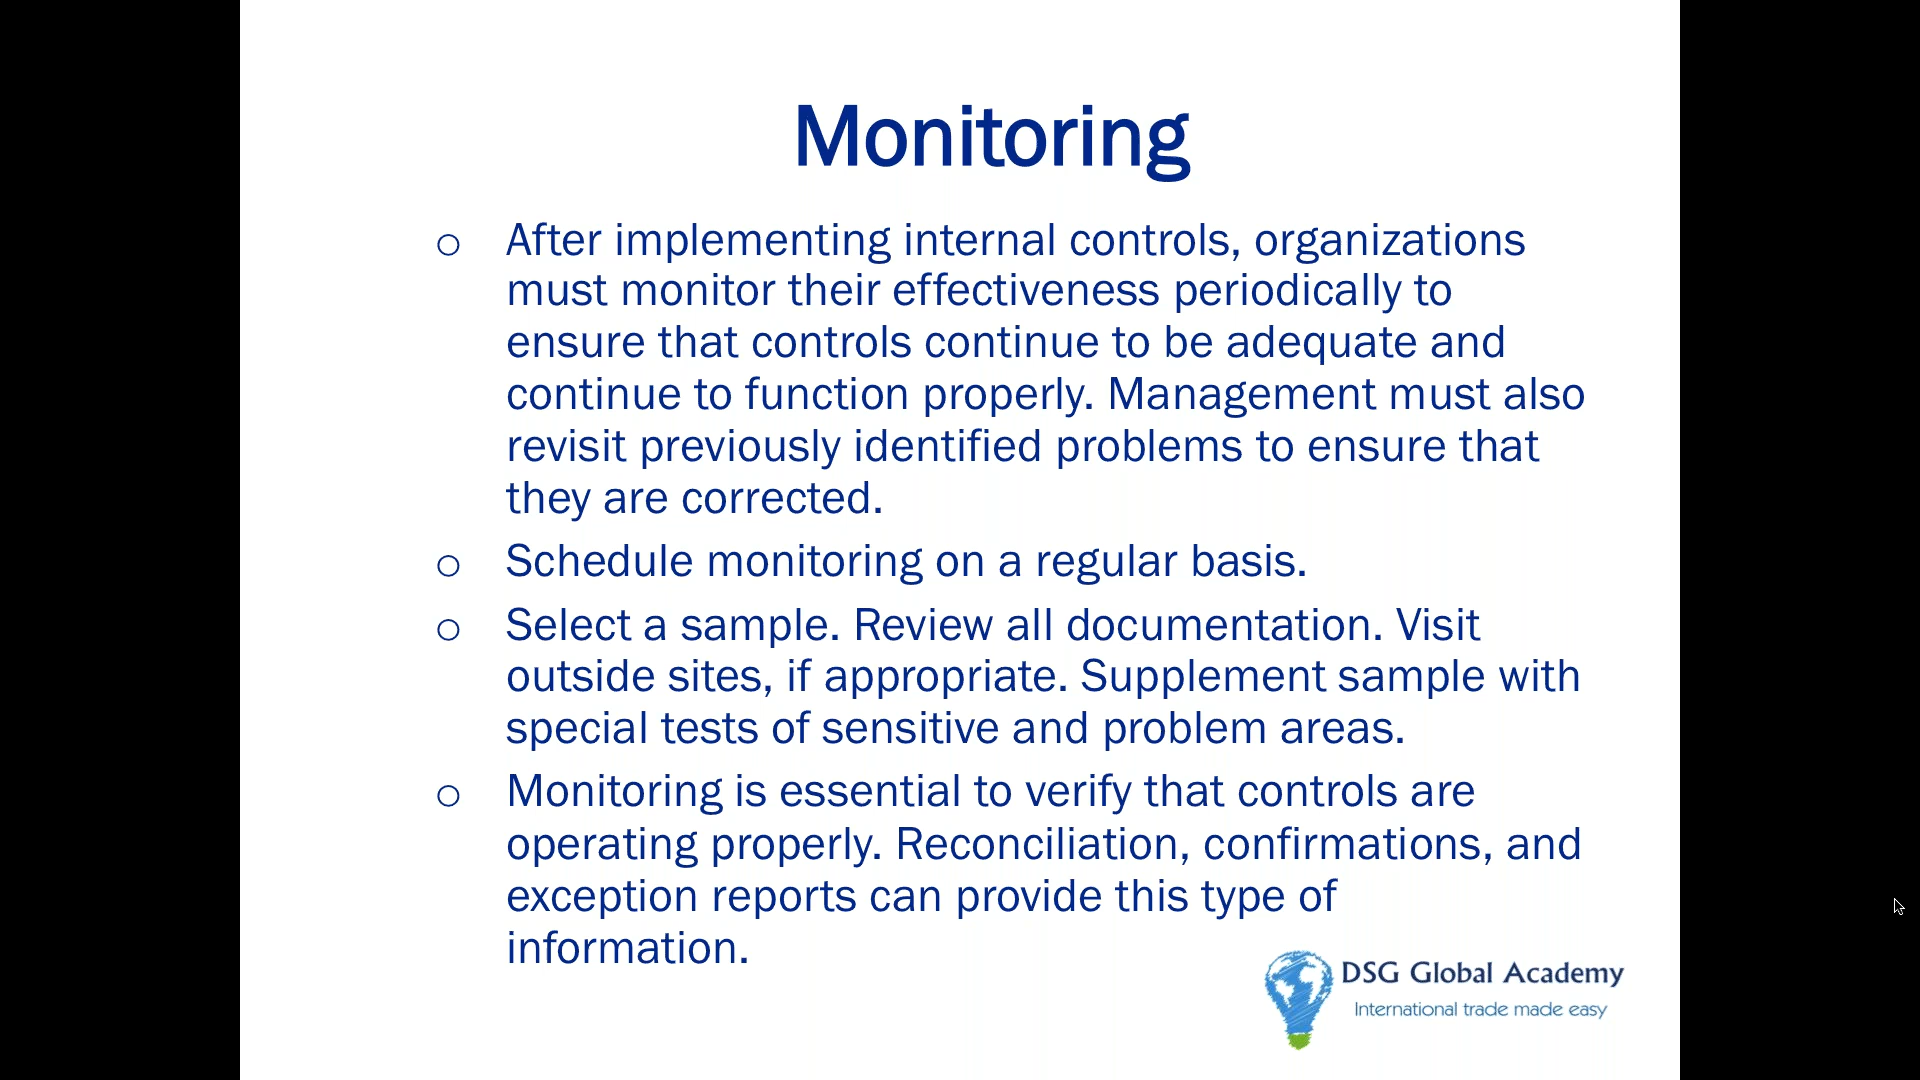 Monitoring
○ After implementing internal controls, organizations
must monitor their effectiveness periodically to
ensure that controls continue to be adequate and
continue to function properly. Management must also
revisit previously identified problems to ensure that
they are corrected.
○ Schedule monitoring on a regular basis.
○ Select a sample. Review all documentation. Visit
outside sites, if appropriate. Supplement sample with
special tests of sensitive and problem areas.
○ Monitoring is essential to verify that controls are
operating properly. Reconciliation, confirmations, and
exception reports can provide this type of
information.
DSG Global Academy
International trade made easy